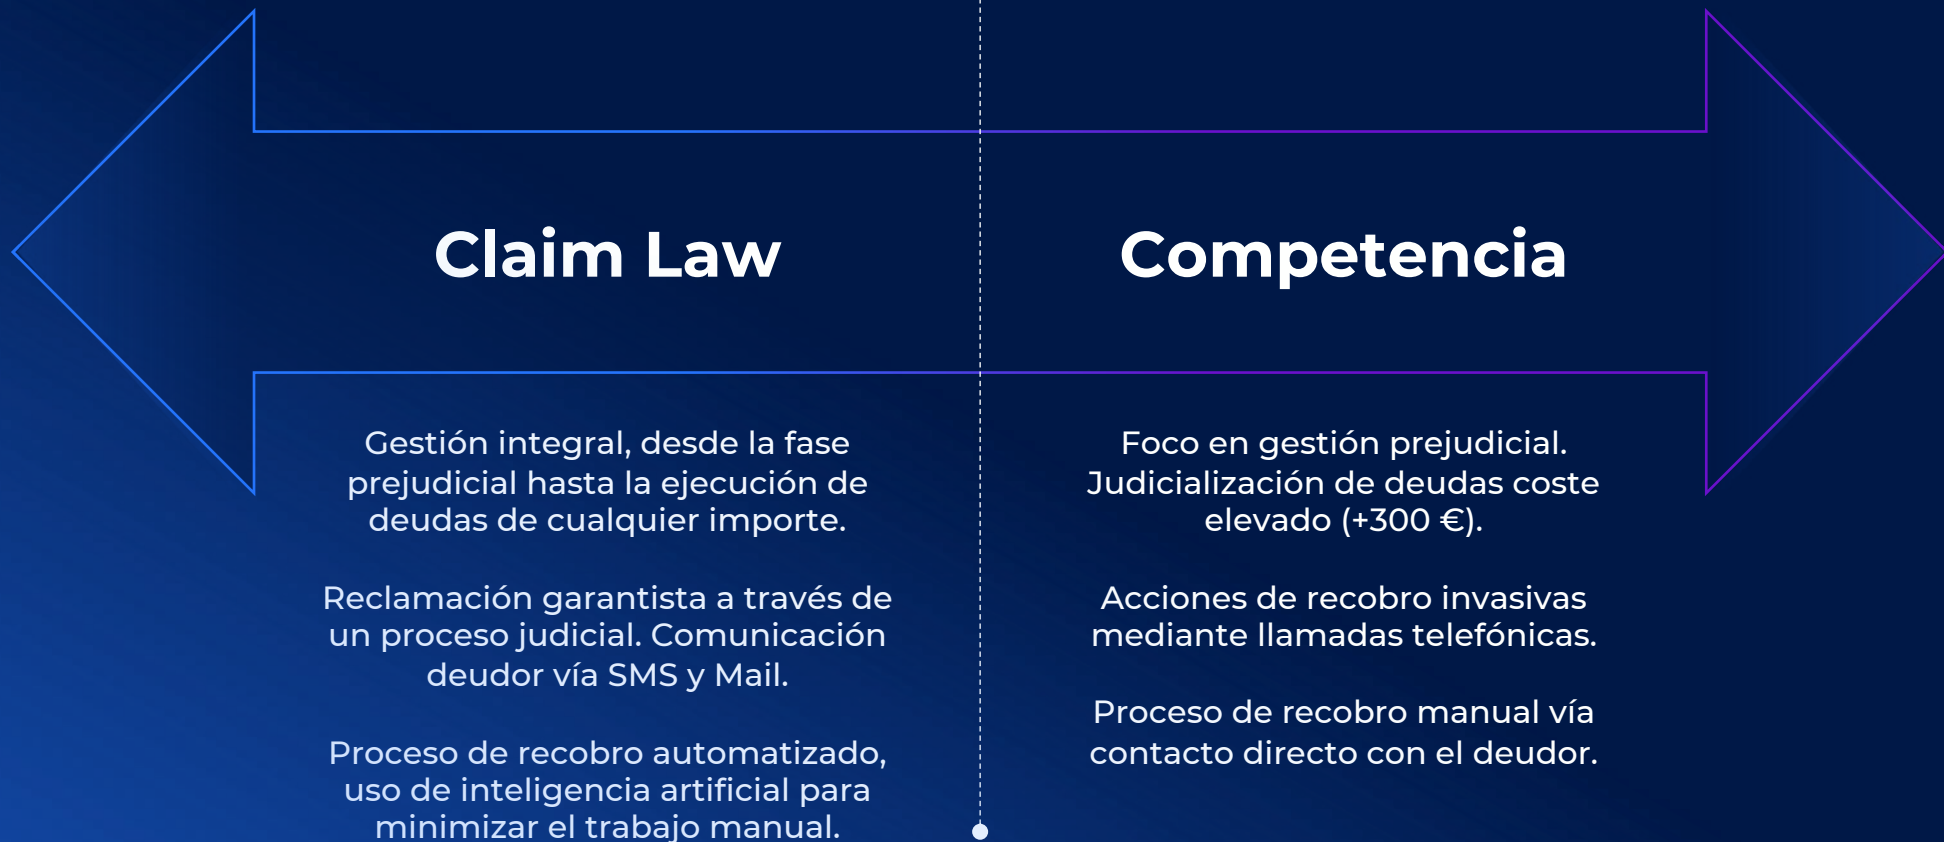 Claim Law
Gestión integral, desde la fase
prejudicial hasta la ejecución de
deudas de cualquier importe.
Reclamación garantista a través de
un proceso judicial. Comunicación
deudor vía SMS y Mail.
Proceso de recobro automatizado,
uso de inteligencia artificial para
minimizar el trabajo manual.
Competencia
Foco en gestión prejudicial.
Judicialización de deudas coste
elevado (+300 €).
Acciones de recobro invasivas
mediante llamadas telefónicas.
Proceso de recobro manual vía
contacto directo con el deudor.